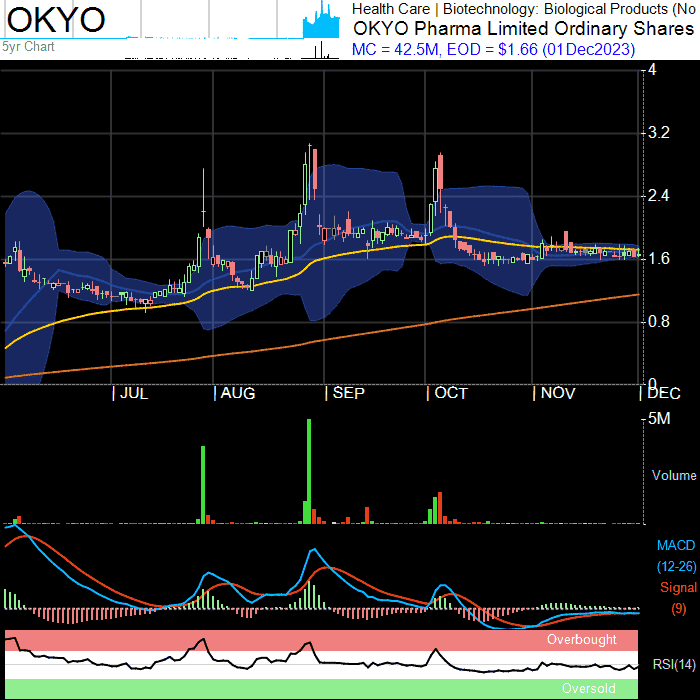 OKYO
5yr Chart
Health Care | Biotechnology: Biological Products (No
OKYO Pharma Limited Ordinary Shares
MC = 42.5M, EOD = $1.66 (01Dec2023)
4
3.2
2.4
1.6
0.8
0
| JUL | AUG | SEP | OCT | NOV | DEC
5M
Volume
MACD
(12-26)
Signal
(9)
Overbought
RSI(14)
Oversold